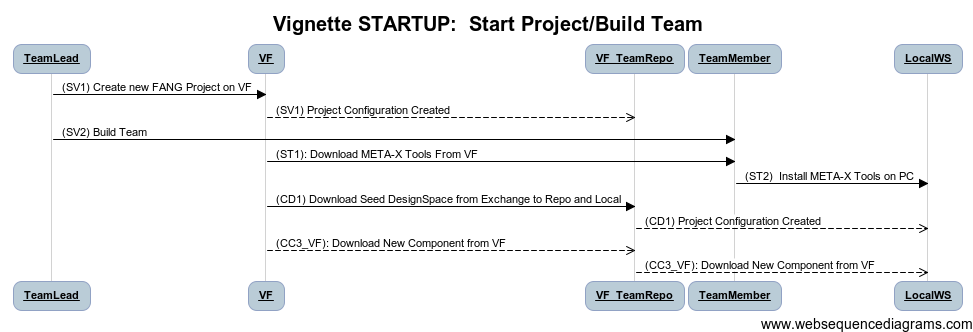 Vignette STARTUP:  Start Project/Build Team
TeamLead VF VF_TeamRepo TeamMember LocalWS
(SV1) Create new FANG Project on VF
(SV1) Project Configuration Created
(SV2) Build Team
(ST1): Download META-X Tools From VF
(ST2)  Install META-X Tools on PC
(CD1) Download Seed DesignSpace from Exchange to Repo and Local
(CD1) Project Configuration Created
(CC3_VF): Download New Component from VF
(CC3_VF): Download New Component from VF
TeamLead VF VF_TeamRepo TeamMember LocalWS
www.websequencediagrams.com